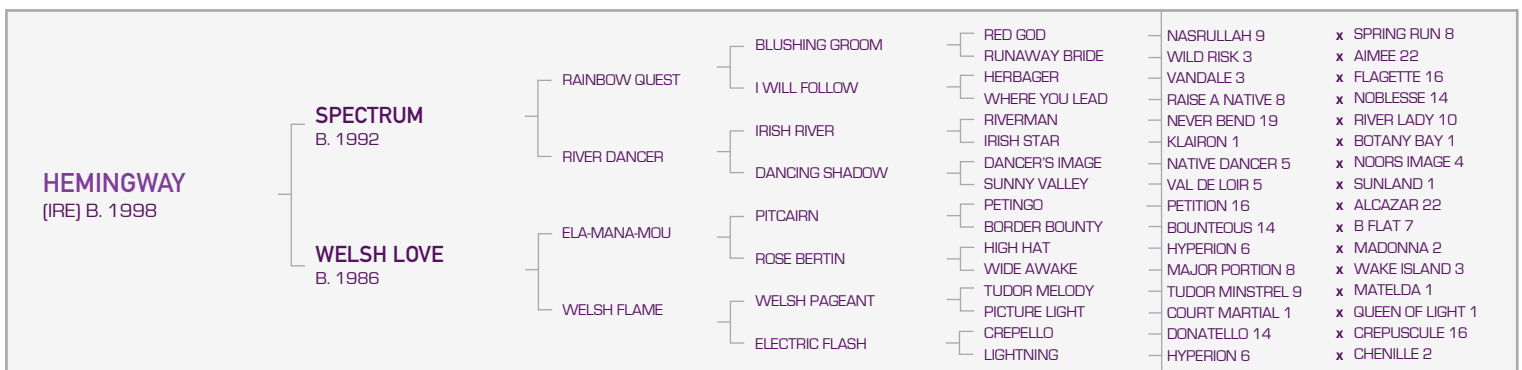 HEMINGWAY
(IRE) B. 1998
SPECTRUM
B. 1992
WELSH LOVE
B. 1986
RAINBOW QUEST
RIVER DANCER
ELA-MANA-MOU
WELSH FLAME
BLUSHING GROOM
I WILL FOLLOW
IRISH RIVER
DANCING SHADOW
PITCAIRN
ROSE BERTIN
WELSH PAGEANT
ELECTRIC FLASH
RED GOD
RUNAWAY BRIDE
HERBAGER
WHERE YOU LEAD
RIVERMAN
IRISH STAR
DANCER'S IMAGE
SUNNY VALLEY
PETINGO
BORDER BOUNTY
HIGH HAT
WIDE AWAKE
TUDOR MELODY
PICTURE LIGHT
CREPELLO
LIGHTNING
NASRULLAH 9 x SPRING RUN 8
WILD RISK 3 x AIMEE 22
VANDALE 3 x FLAGETTE 16
RAISE A NATIVE 8 x NOBLESSE 14
NEVER BEND 19 x RIVER LADY 10
KLAIRON 1 x BOTANY BAY 1
NATIVE DANCER 5 x NOORS IMAGE 4
VAL DE LOIR 5 x SUNLAND 1
PETITION 16 x ALCAZAR 22
BOUNTEOUS 14 x B FLAT 7
HYPERION 6 x MADONNA 2
MAJOR PORTION 8 x WAKE ISLAND 3
TUDOR MINSTREL 9 x MATELDA 1
COURT MARTIAL 1 x QUEEN OF LIGHT 1
DONATELLO 14 x CREPUSCULE 16
HYPERION 6 x CHENILLE 2